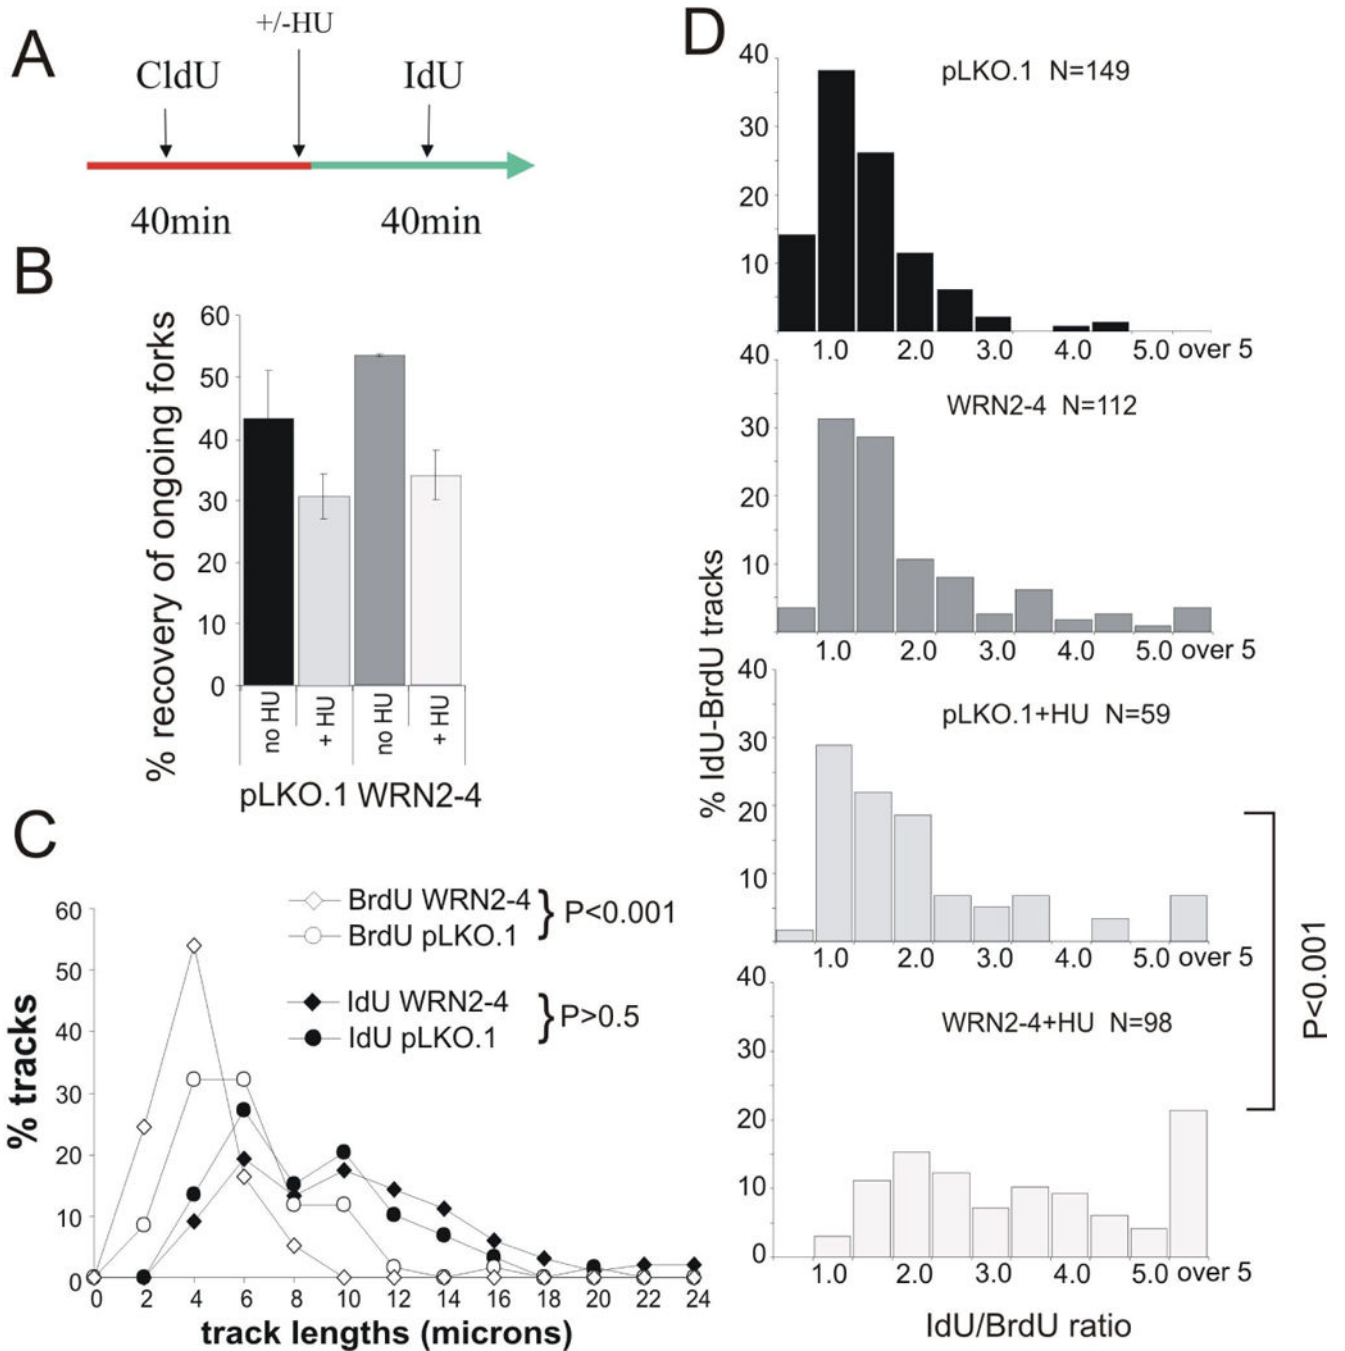 A
+/-HU
CldU
IdU
40min
40min
B
% recovery of ongoing forks
60
50
40
30
20
10
0
no HU
+ HU
no HU
+ HU
pLKO.1 WRN2-4
C
% tracks
60
50
40
30
20
10
0
BrdU WRN2-4
BrdU pLKO.1
} P<0.001
IdU WRN2-4
IdU pLKO.1
} P>0.5
0 2 4 6 8 10 12 14 16 18 20 22 24
track lengths (microns)
D
% IdU-BrdU tracks
pLKO.1 N=149
40
30
20
10
1.0 2.0 3.0 4.0 5.0 over 5
WRN2-4 N=112
40
30
20
10
1.0 2.0 3.0 4.0 5.0 over 5
pLKO.1+HU N=59
40
30
20
10
1.0 2.0 3.0 4.0 5.0 over 5
WRN2-4+HU N=98
40
30
20
10
0
1.0 2.0 3.0 4.0 5.0 over 5
IdU/BrdU ratio
P<0.001